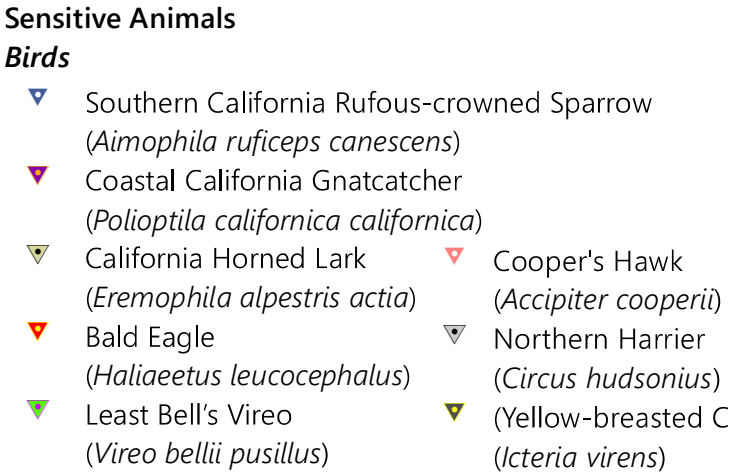 Sensitive Animals
Birds
Southern California Rufous-crowned Sparrow
(Aimophila ruficeps canescens)
Coastal California Gnatcatcher
(Polioptila californica californica)
California Horned Lark
(Eremophila alpestris actia)
Bald Eagle
(Haliaeetus leucocephalus)
Least Bell’s Vireo
(Vireo bellii pusillus)
Cooper's Hawk
(Accipiter cooperii)
Northern Harrier
(Circus hudsonius)
(Yellow-breasted C
(Icteria virens)